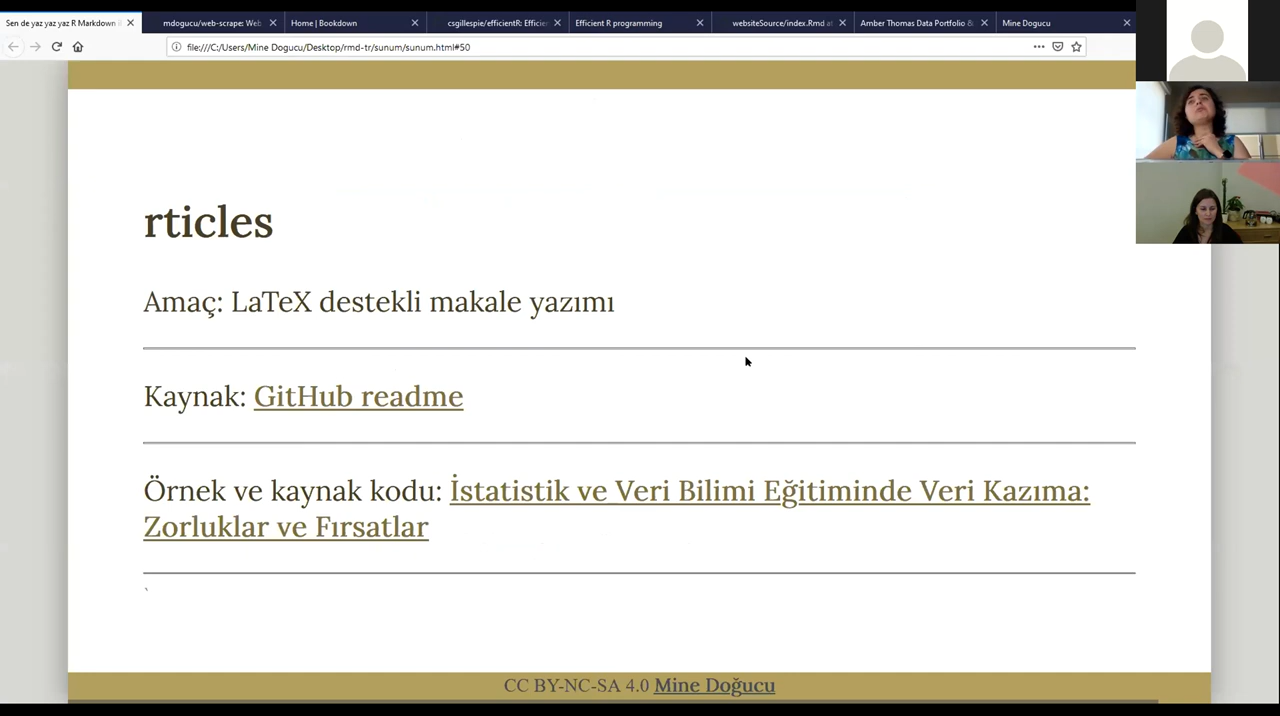 Sen de yaz yaz yaz R Markdown i
mdogucu/web-scrape: Web
Home | Bookdown
csgillespie/efficientR: Efficie
Efficient R programming
websiteSource/index.Rmd at
Amber Thomas Data Portfolio &
Mine Dogucu
file:///C:/Users/Mine Dogucu/Desktop/rmd-tr/sunum/sunum.html#50
rticles
Amaç: LaTeX destekli makale yazımı
Kaynak: GitHub readme
Örnek ve kaynak kodu: İstatistik ve Veri Bilimi Eğitiminde Veri Kazıma:
Zorluklar ve Fırsatlar
`
CC BY-NC-SA 4.0 Mine Doğucu